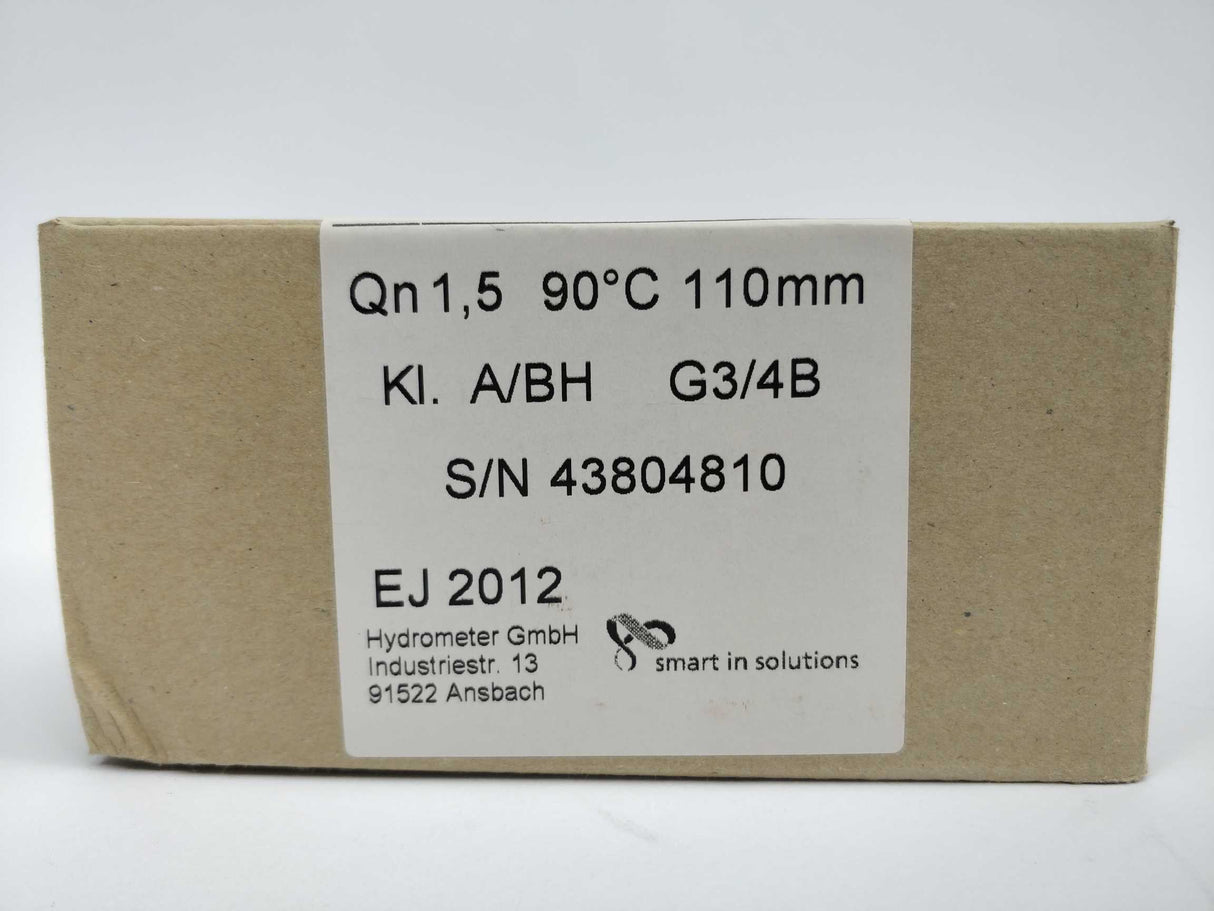 Qn 1,5 90°C 110mm
Kl. A/BH G3/4B
S/N 43804810
EJ 2012
Hydrometer GmbH
Industriestr. 13
91522 Ansbach
smart in solutions